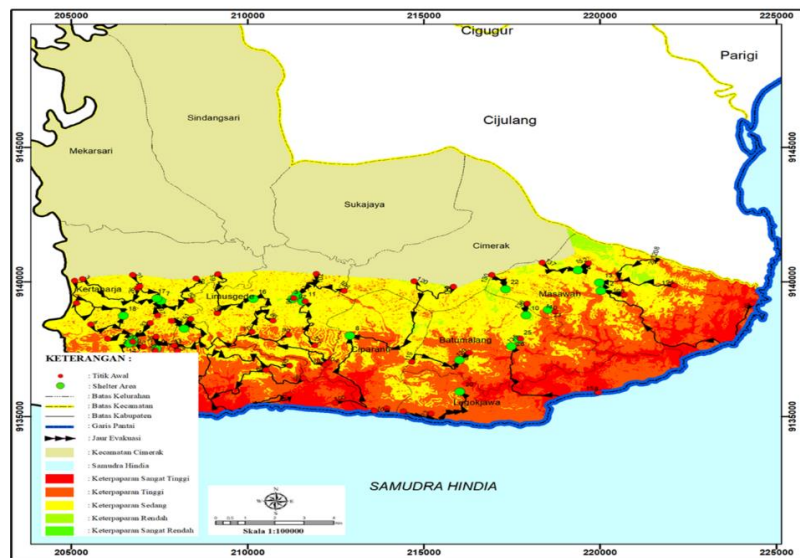 205000 210000 215000 220000 225000
Cigugur
Parigi
Sindangsari
Cijulang
Mekarsari
9145000 9145000
Sukajaya
Cimerak
9140000 9140000
Kertaharja
Limusgede
Masawah
Batumalang
Ciparanti
Legokjawa
9135000 9135000
KETERANGAN :
: Titik Awal
: Shelter Area
: Batas Kelurahan
: Batas Kecamatan
: Batas Kabupaten
: Garis Pantai
: Jaur Evakuasi
: Kecamatan Cimerak
: Samudra Hindia
: Keterpaparan Sangat Tinggi
: Keterpaparan Tinggi
: Keterpaparan Sedang
: Keterpaparan Rendah
: Keterpaparan Sangat Rendah
SAMUDRA HINDIA
Skala 1:100000
205000 210000 215000 220000 225000